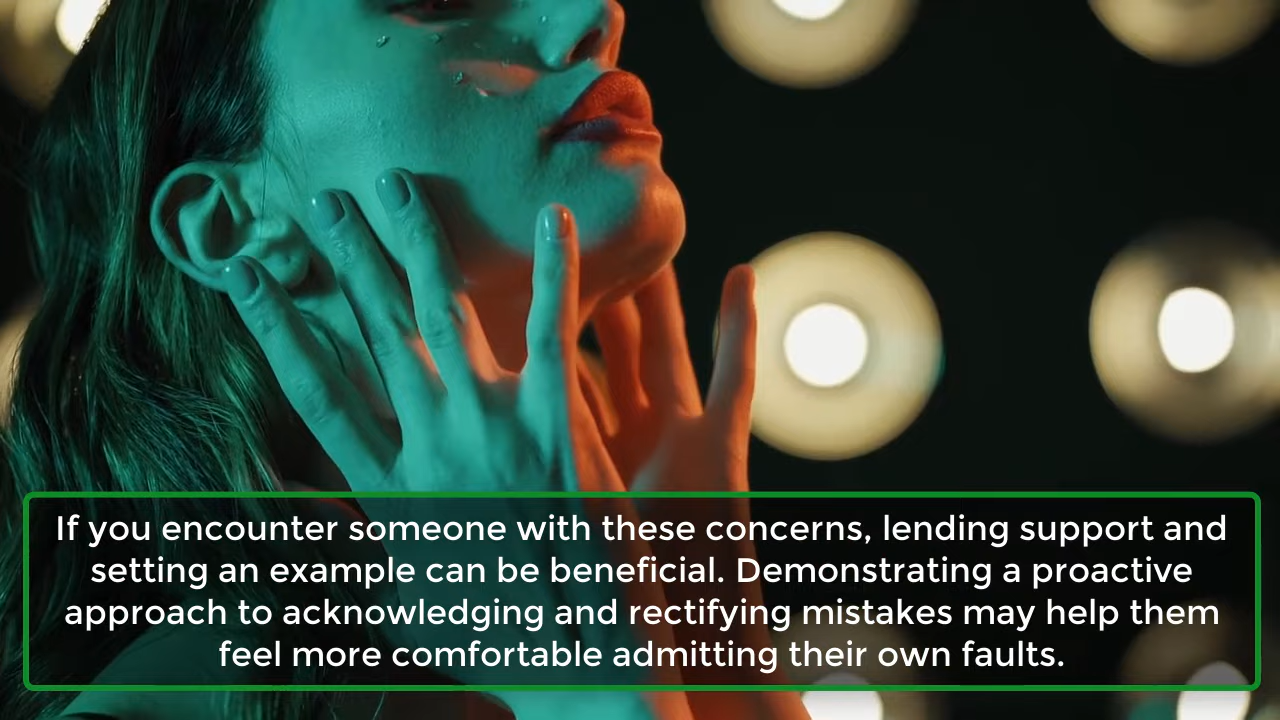 If you encounter someone with these concerns, lending support and
setting an example can be beneficial. Demonstrating a proactive
approach to acknowledging and rectifying mistakes may help them
feel more comfortable admitting their own faults.